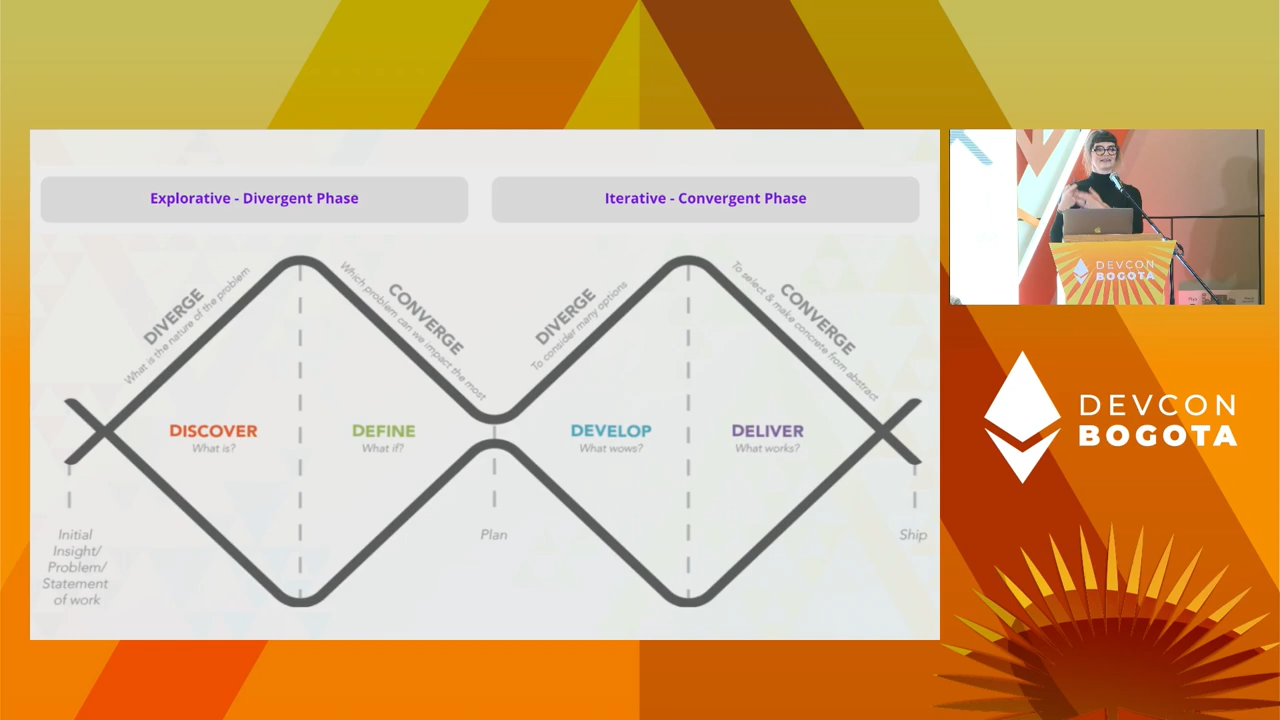 Explorative - Divergent Phase
Iterative - Convergent Phase
DIVERGE
What is the nature of the problem
CONVERGE
Which problem can we impact the most
DIVERGE
To consider many options
CONVERGE
To select & make concrete from abstract
DISCOVER
What is?
DEFINE
What if?
DEVELOP
What wows?
DELIVER
What works?
Initial
Insight/
Problem/
Statement
of work
Plan
Ship
DEVCON
BOGOTA
DEVCON
BOGOTA